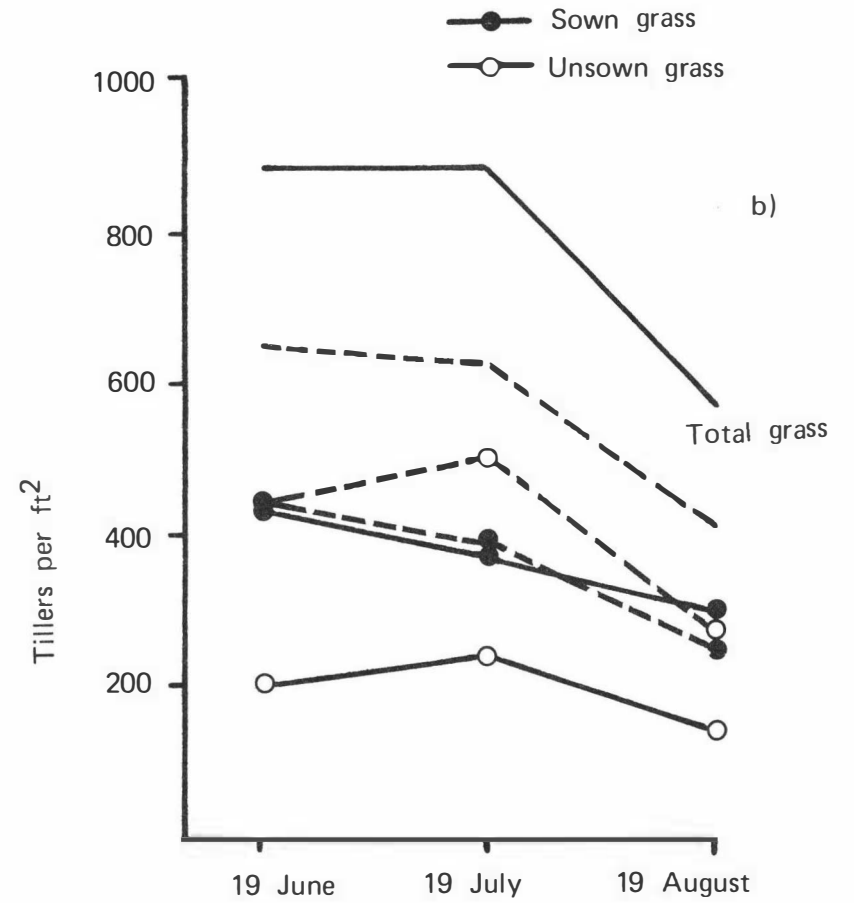 Sown grass
Unsown grass
1000
b)
800
600
Total grass
400
200
Tillers per ft2
19 June 19 July 19 August